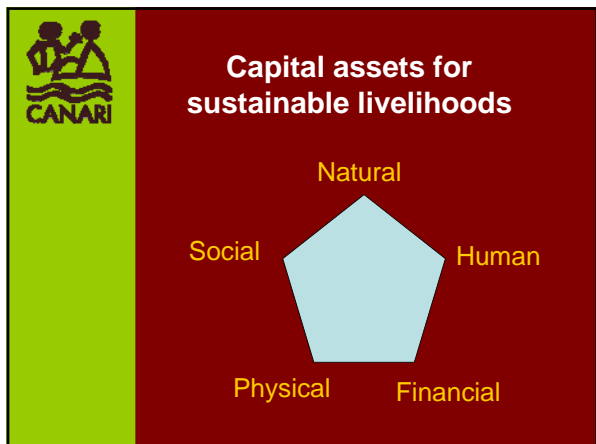 CANARI
Capital assets for
sustainable livelihoods
Natural
Social
Human
Physical
Financial